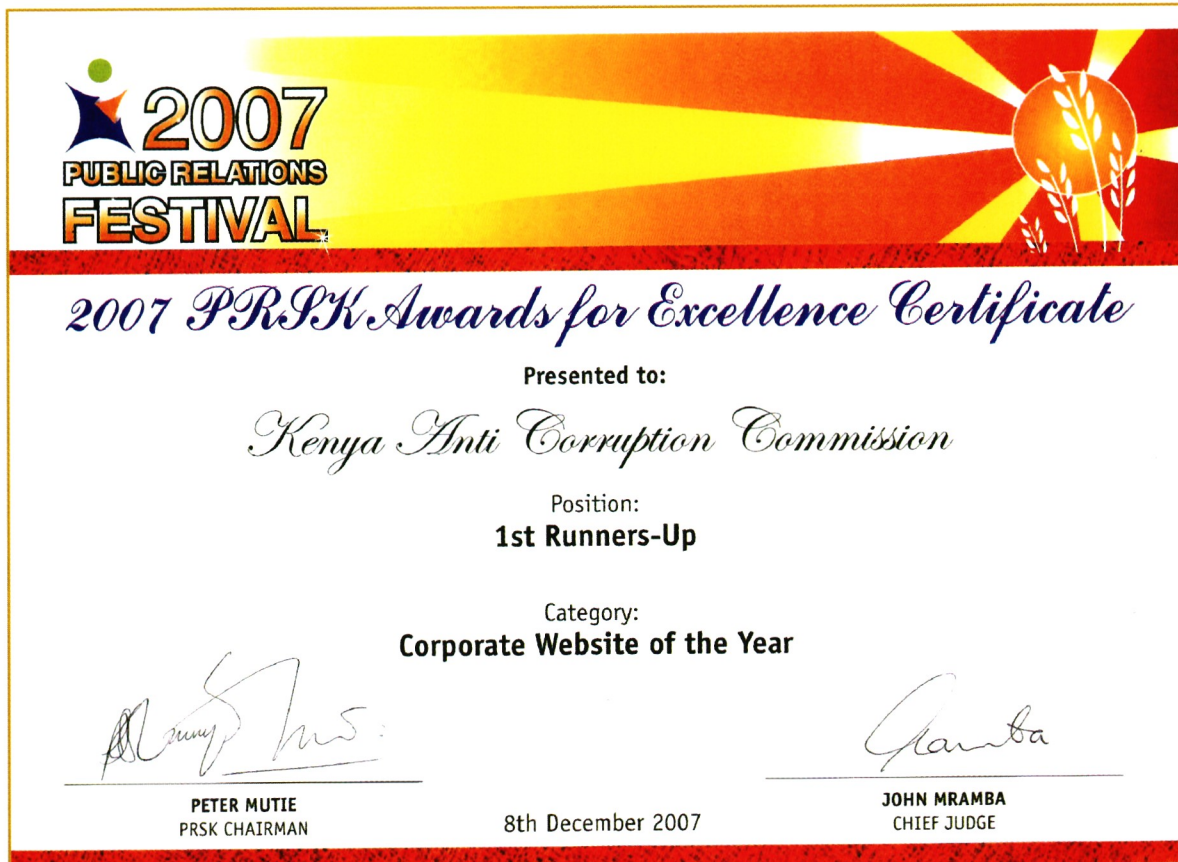 2007
PUBLIC RELATIONS
FESTIVAL
2007 PRSK Awards for Excellence Certificate
Presented to:
Kenya Anti Corruption Commission
Position:
1st Runners-Up
Category:
Corporate Website of the Year
PETER MUTIE
PRSK CHAIRMAN
8th December 2007
JOHN MRAMBA
CHIEF JUDGE